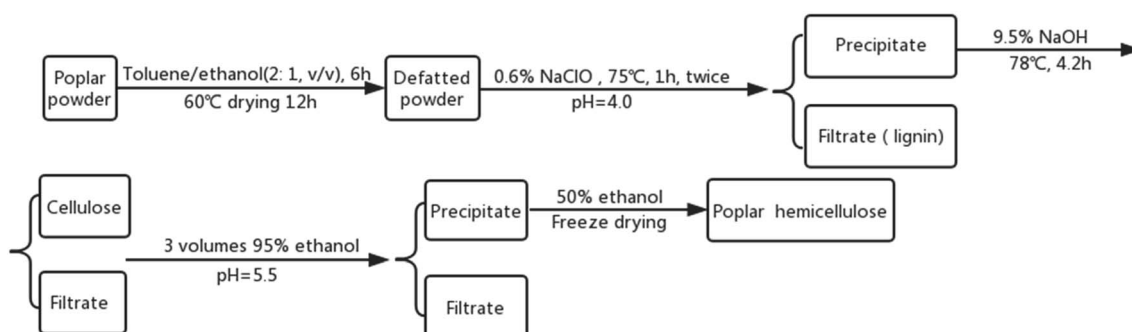 Poplar
powder
Toluene/ethanol(2: 1, v/v), 6h
60℃ drying 12h
Defatted
powder
0.6% NaClO , 75℃, 1h, twice
pH=4.0
Precipitate
Filtrate ( lignin)
9.5% NaOH
78℃, 4.2h
Cellulose
Filtrate
3 volumes 95% ethanol
pH=5.5
Precipitate
Filtrate
50% ethanol
Freeze drying
Poplar hemicellulose